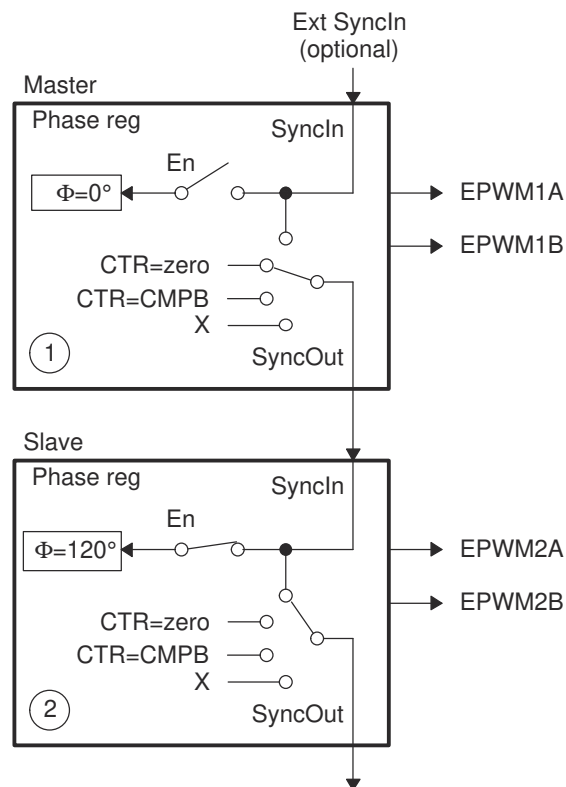 Ext SyncIn
(optional)
Master
Phase reg
SyncIn
En
Φ=0°
EPWM1A
EPWM1B
CTR=zero
CTR=CMPB
X
1
SyncOut
Slave
Phase reg
SyncIn
En
Φ=120°
EPWM2A
EPWM2B
CTR=zero
CTR=CMPB
X
2
SyncOut